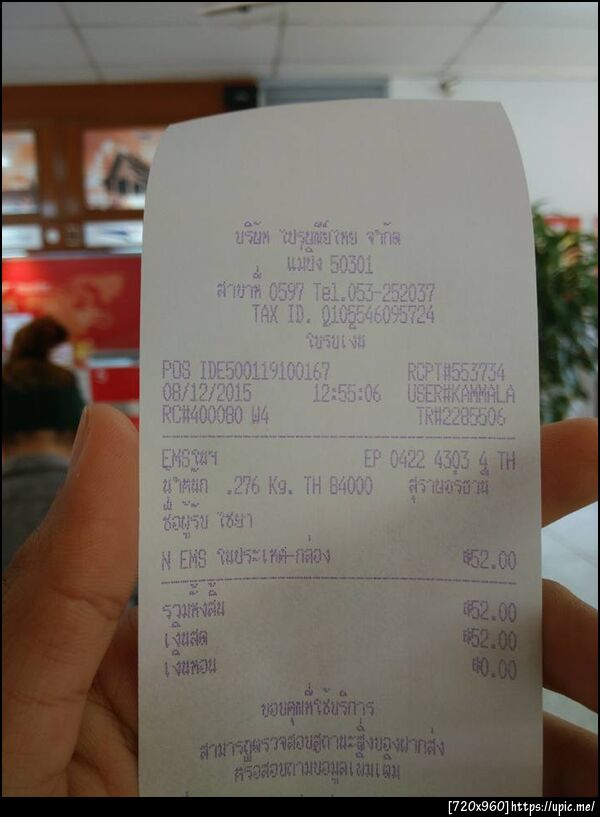 บริษัท ไปรษณีย์ไทย จำกัด
แม่ปิง 50301
สาขาที่ 0597 Tel.053-252037
TAX ID. 0105546095724
ใบรับเงิน
POS IDE500119100167 RCPT#553734
08/12/2015 12:55:06 USER#KAMMALA
RC#400080 W4 TR#2285506
EMSในฯ EP 0422 4303 4 TH
น้ำหนัก .276 Kg. TH 84000 สุราษฎร์ธานี
ชื่อผู้รับ ไชยา
N EMS ในประเทศ-กล่อง ฿52.00
รวมทั้งสิ้น ฿52.00
เงินสด ฿52.00
เงินทอน ฿0.00
ขอบคุณที่ใช้บริการ
สามารถตรวจสอบสถานะสิ่งของฝากส่ง
หรือสอบถามข้อมูลเพิ่มเติม
[720x960]https://upic.me/